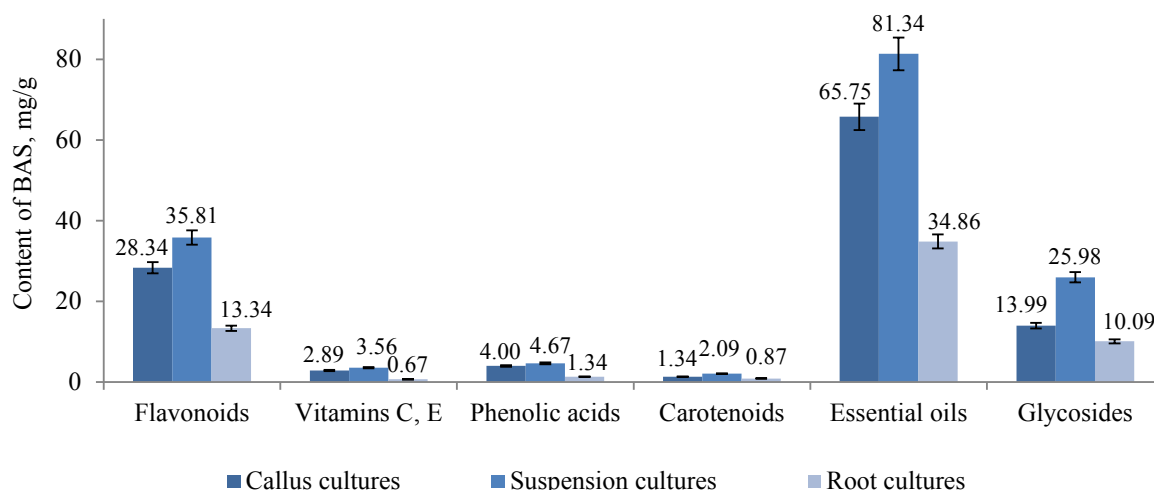 Content of BAS, mg/g
80
60
40
20
0
28.34
35.81
13.34
2.89
3.56
0.67
4.00
4.67
1.34
1.34
2.09
0.87
65.75
81.34
34.86
13.99
25.98
10.09
Flavonoids
Vitamins C, E
Phenolic acids
Carotenoids
Essential oils
Glycosides
Callus cultures
Suspension cultures
Root cultures